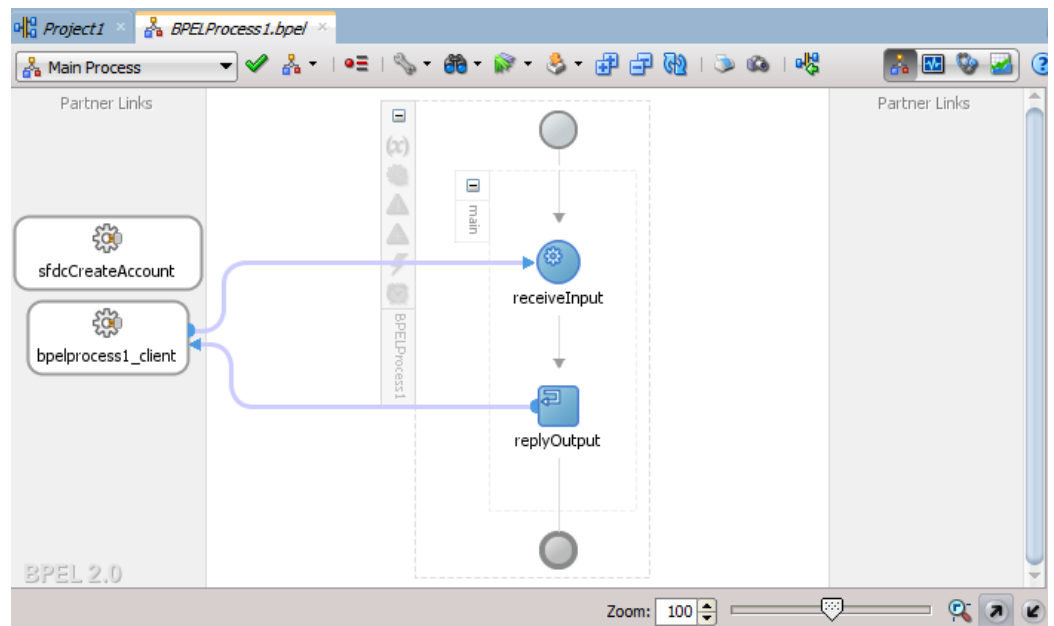 Project1
BPELProcess1.bpel
Main Process
Partner Links
Partner Links
(x)
main
sfdcCreateAccount
receiveInput
bpelprocess1_client
BPELProcess1
replyOutput
BPEL 2.0
Zoom: 100